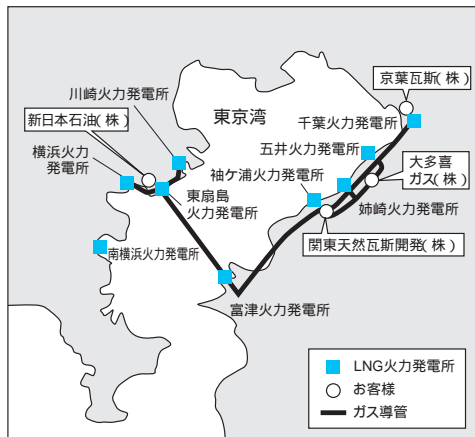 京葉瓦斯(株)
川崎火力発電所
新日本石油(株)
東京湾
千葉火力発電所
五井火力発電所
横浜火力
発電所
袖ケ浦火力発電所
大多喜
ガス(株)
東扇島
火力発電所
姉崎火力発電所
関東天然瓦斯開発(株)
南横浜火力発電所
富津火力発電所
LNG火力発電所
お客様
ガス導管